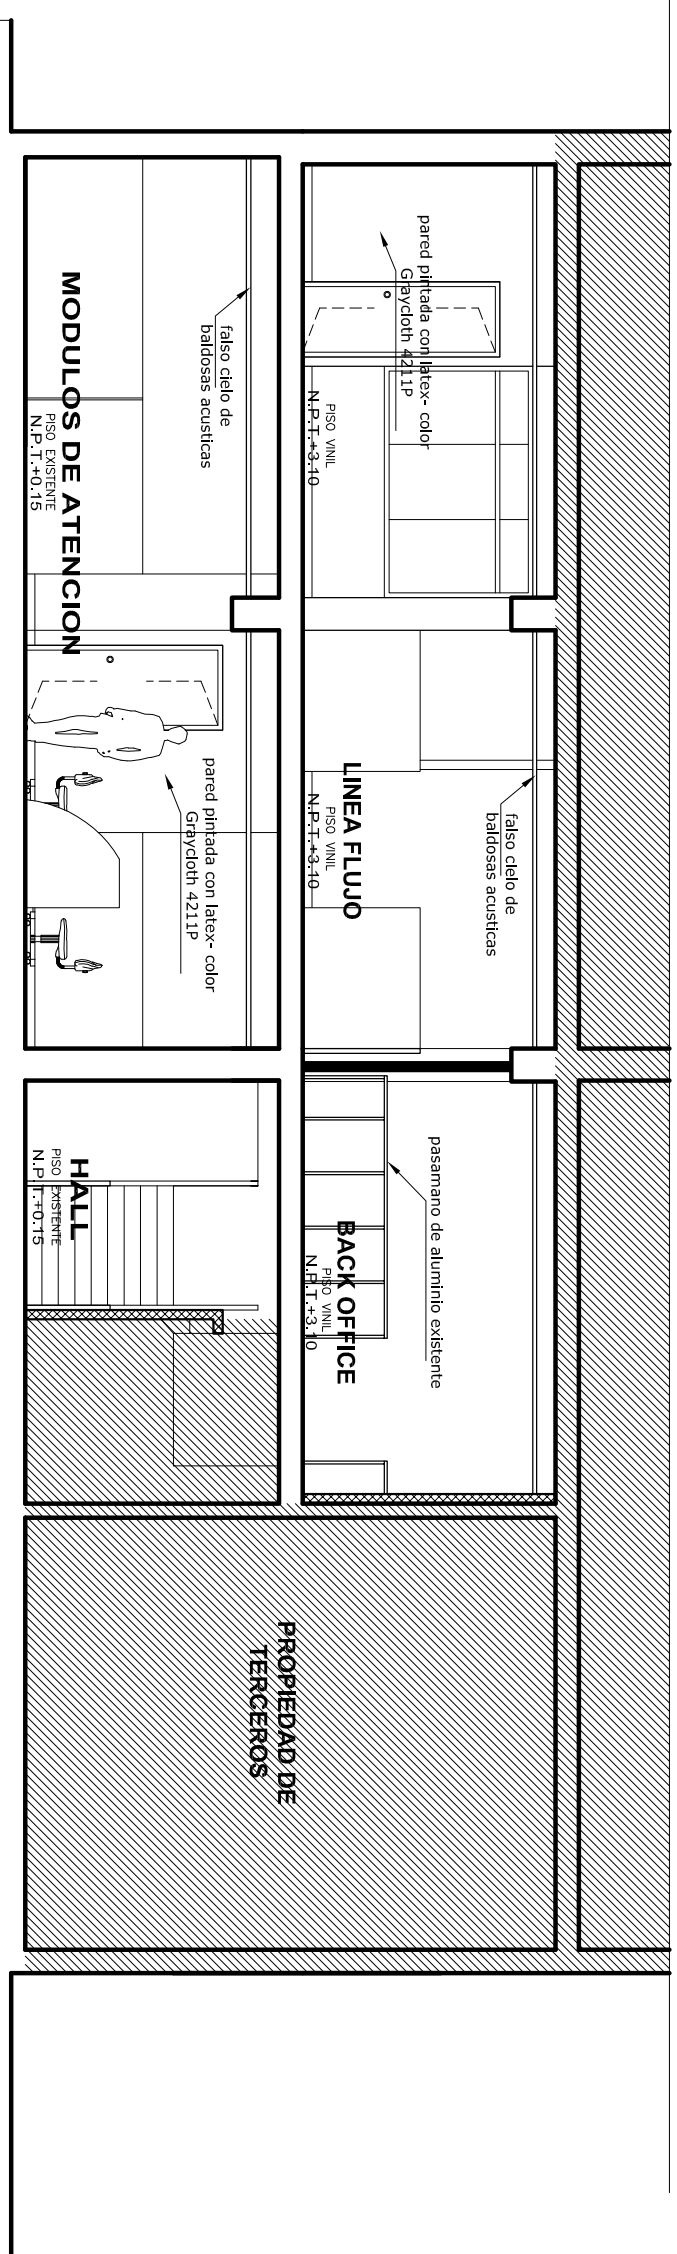 pared pintada con latex- color
Graycloth 4211P
PISO VINIL
N.P.T.+3.10
falso cielo de
baldosas acusticas
LINEA FLUJO
PISO VINIL
N.P.T.+3.10
pasamano de aluminio existente
BACK OFFICE
PISO VINIL
N.P.T.+3.10
falso cielo de
baldosas acusticas
MODULOS DE ATENCION
PISO EXISTENTE
N.P.T.+0.15
pared pintada con latex- color
Graycloth 4211P
HALL
PISO EXISTENTE
N.P.T.+0.15
PROPIEDAD DE
TERCEROS